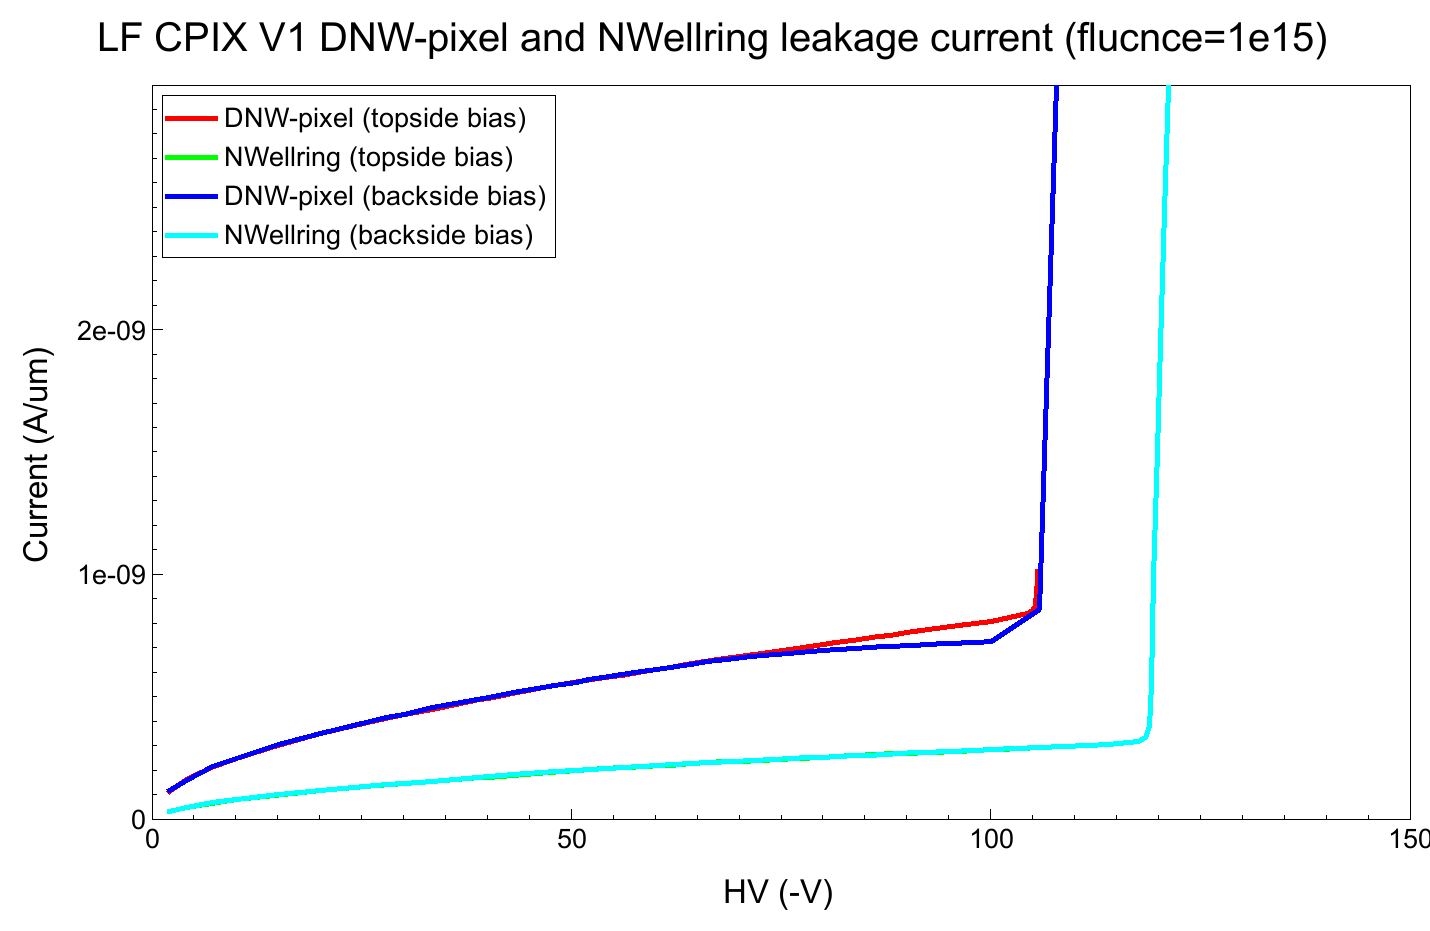 LF CPIX V1 DNW-pixel and NWellring leakage current (flucnce=1e15)
DNW-pixel (topside bias)
NWellring (topside bias)
DNW-pixel (backside bias)
NWellring (backside bias)
2e-09
1e-09
0
Current (A/um)
0 50 100 150
HV (-V)